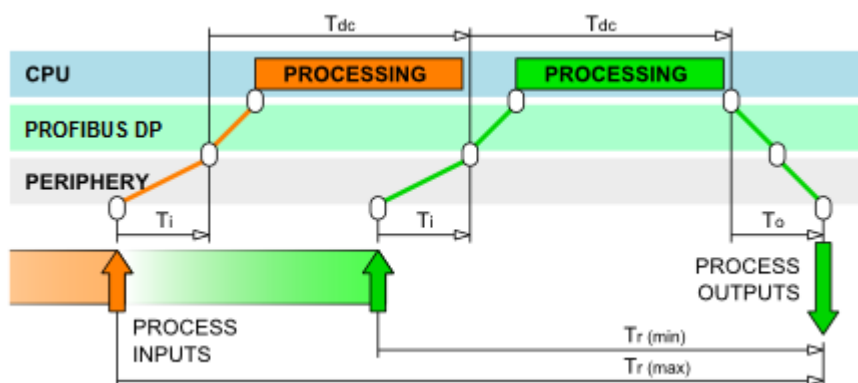 Tdc Tdc
CPU PROCESSING PROCESSING
PROFIBUS DP
PERIPHERY
Ti Ti To
PROCESS
INPUTS
PROCESS
OUTPUTS
Tr (min)
Tr (max)